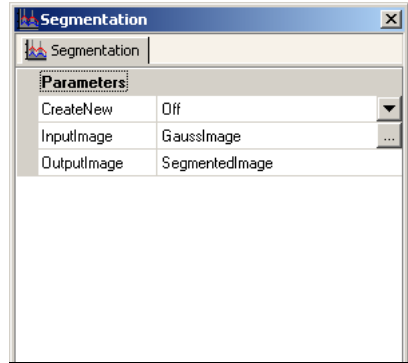 Segmentation
Segmentation
Parameters
CreateNew Off
InputImage GaussImage ...
OutputImage SegmentedImage